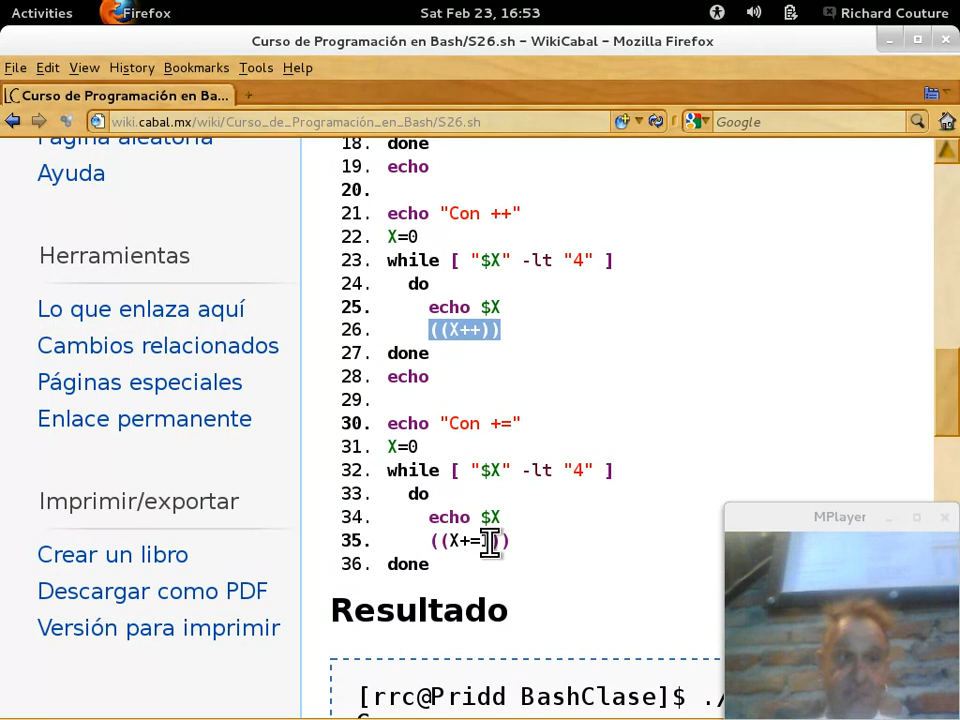 Activities Firefox Sat Feb 23, 16:53 Richard Couture
Curso de Programación en Bash/S26.sh – WikiCabal – Mozilla Firefox
File Edit View History Bookmarks Tools Help
Curso de Programación en Ba...
wiki.cabal.mx/wiki/Curso_de_Programación_en_Bash/S26.sh Google
Página aleatoria
Ayuda
Herramientas
Lo que enlaza aquí
Cambios relacionados
Páginas especiales
Enlace permanente
Imprimir/exportar
Crear un libro
Descargar como PDF
Versión para imprimir
18. done
19. echo
20.
21. echo "Con ++"
22. X=0
23. while [ "$X" -lt "4" ]
24. do
25. echo $X
26. ((X++))
27. done
28. echo
29.
30. echo "Con +="
31. X=0
32. while [ "$X" -lt "4" ]
33. do
34. echo $X
35. ((X+=1))
36. done
Resultado
[rrc@Pridd BashClase]$ ./
MPlayer